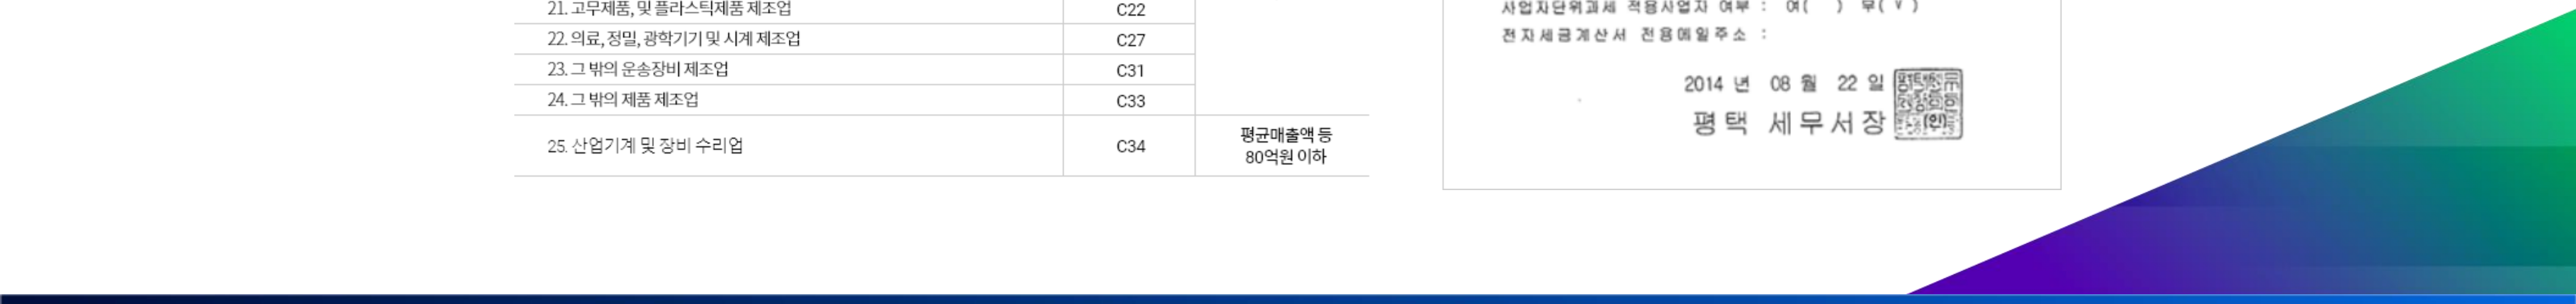 21. 고무제품, 및 플라스틱제품 제조업 C22
22. 의료, 정밀, 광학기기 및 시계 제조업 C27
23. 그 밖의 운송장비 제조업 C31
24. 그 밖의 제품 제조업 C33
25. 산업기계 및 장비 수리업 C34
평균매출액 등
80억원 이하
사업자단위과세 적용사업자 여부 : 여( ) 부( V )
전자세금계산서 전용메일주소 :
2014 년 08 월 22 일
평택 세무서장
(인)